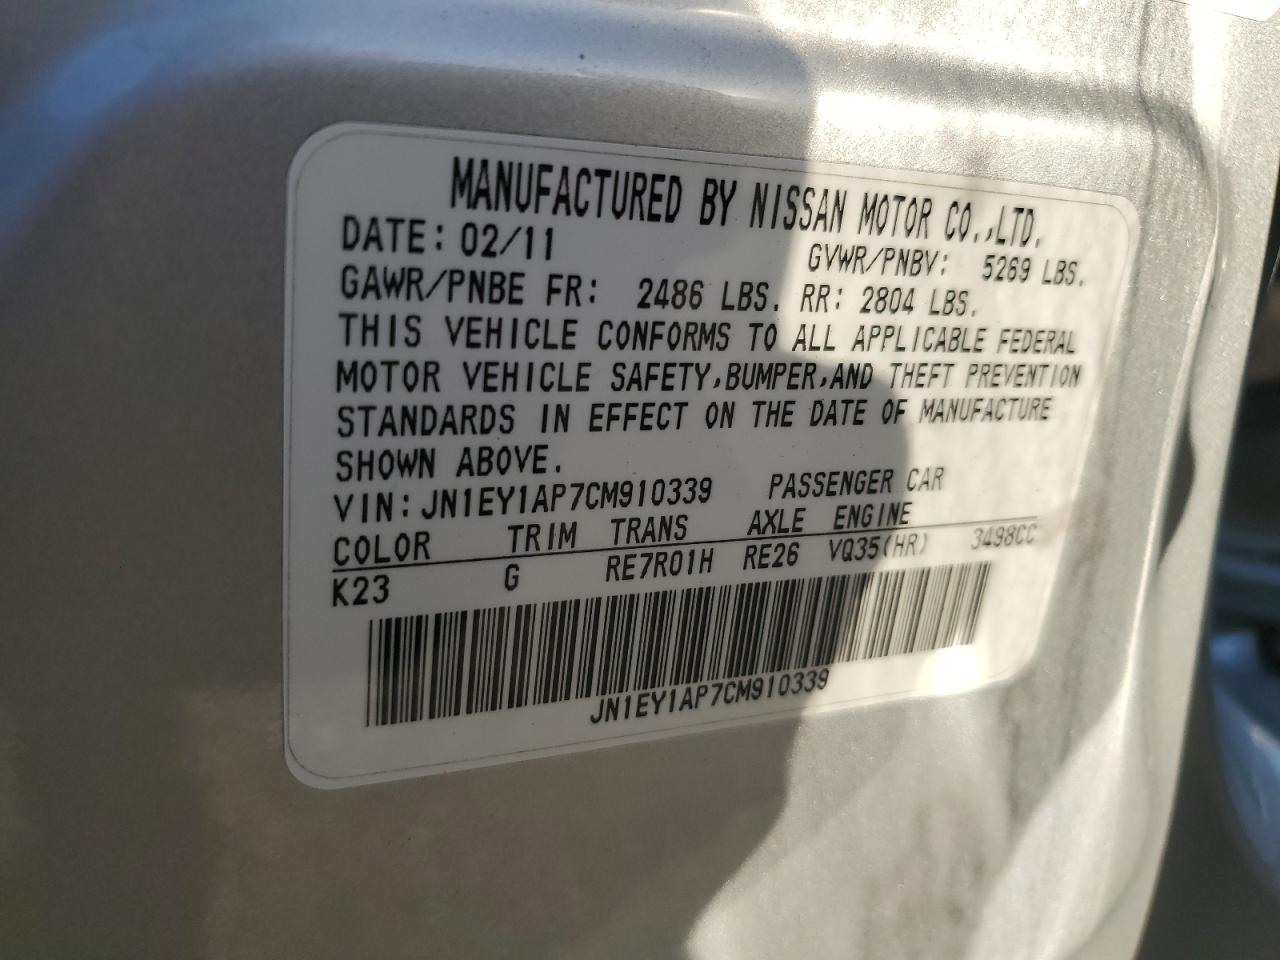 MANUFACTURED BY NISSAN MOTOR CO.,LTD.
DATE: 02/11 GVWR/PNBV: 5269 LBS.
GAWR/PNBE FR: 2486 LBS. RR: 2804 LBS.
THIS VEHICLE CONFORMS TO ALL APPLICABLE FEDERAL
MOTOR VEHICLE SAFETY,BUMPER,AND THEFT PREVENTION
STANDARDS IN EFFECT ON THE DATE OF MANUFACTURE
SHOWN ABOVE.
VIN: JN1EY1AP7CM910339 PASSENGER CAR
COLOR TRIM TRANS AXLE ENGINE
K23 G RE7R01H RE26 VQ35(HR) 3498CC
JN1EY1AP7CM910339